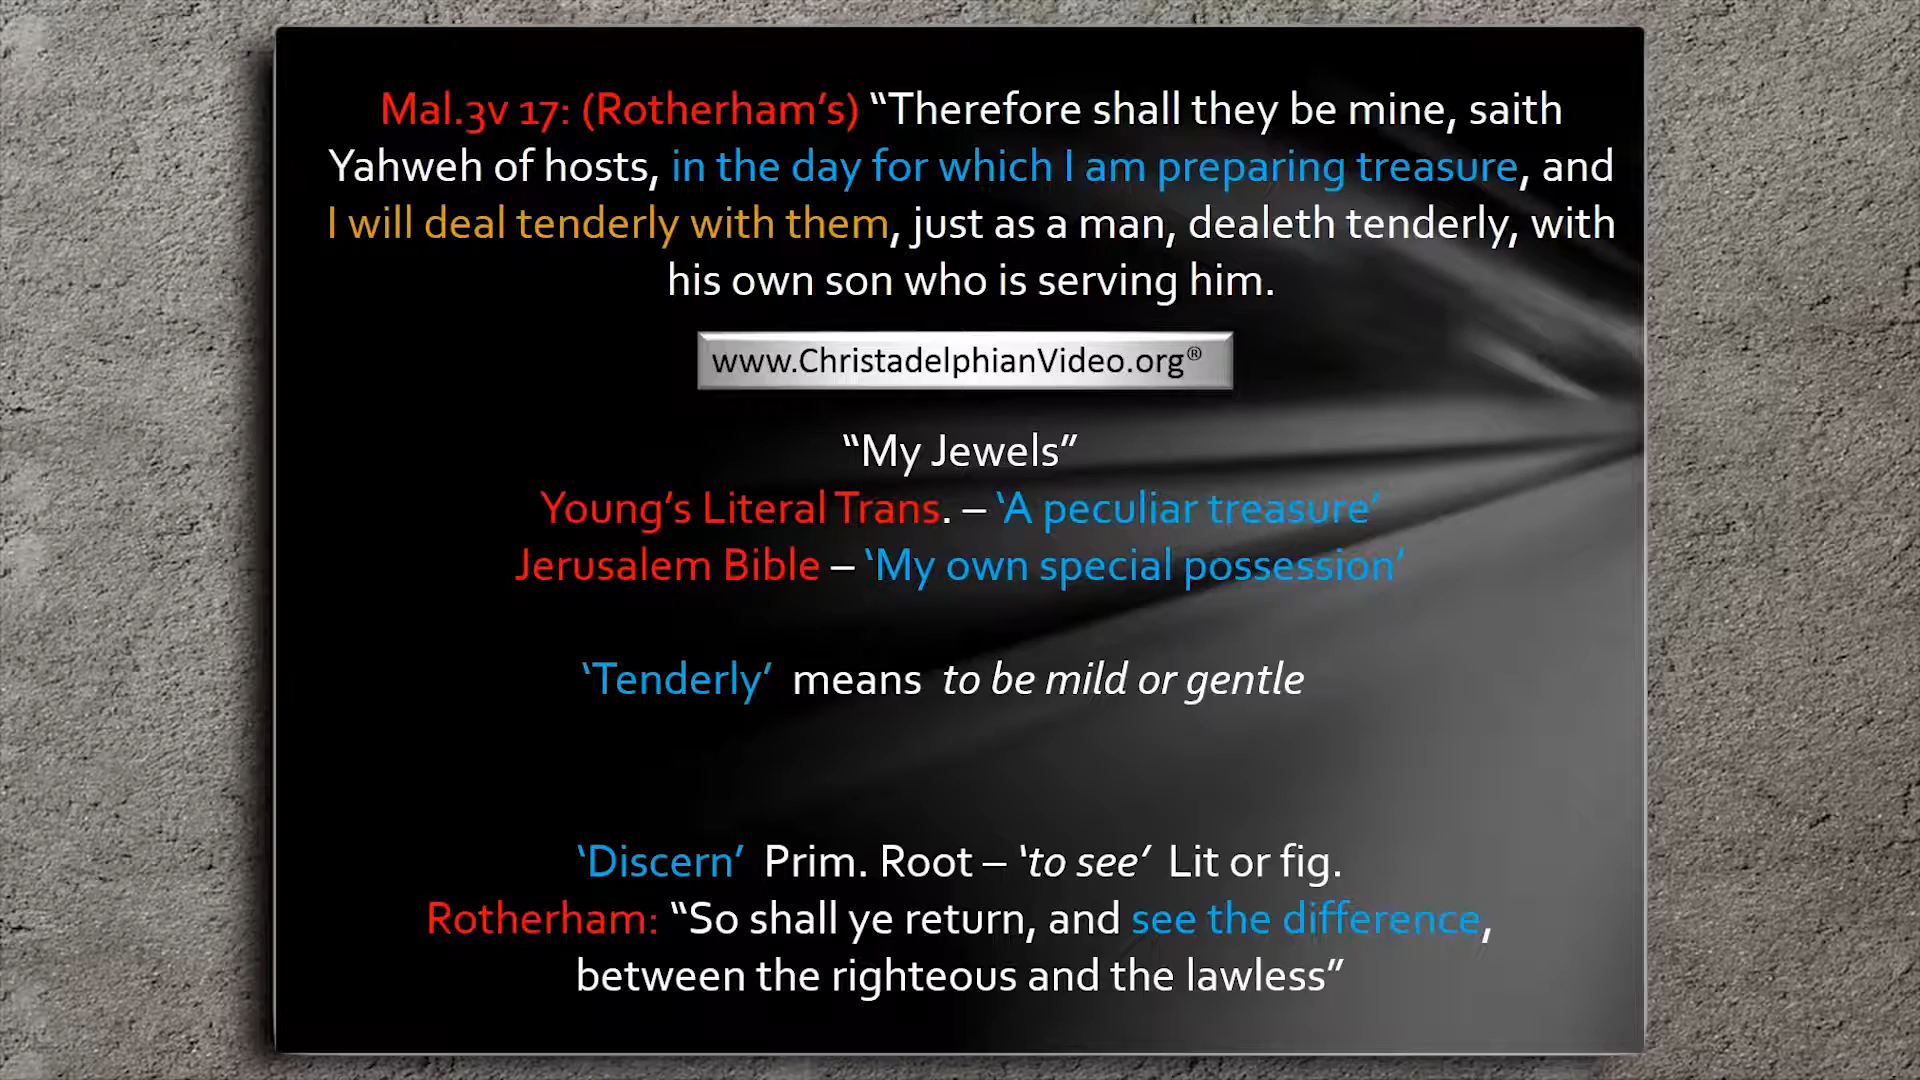 Mal.3v 17: (Rotherham’s) “Therefore shall they be mine, saith
Yahweh of hosts, in the day for which I am preparing treasure, and
I will deal tenderly with them, just as a man, dealeth tenderly, with
his own son who is serving him.
www.ChristadelphianVideo.org®
“My Jewels”
Young’s Literal Trans. – ‘A peculiar treasure’
Jerusalem Bible – ‘My own special possession’
‘Tenderly’ means to be mild or gentle
‘Discern’ Prim. Root – ‘to see’ Lit or fig.
Rotherham: “So shall ye return, and see the difference,
between the righteous and the lawless”